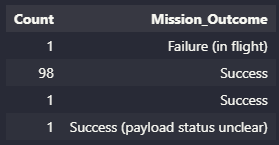 Count Mission_Outcome
1 Failure (in flight)
98 Success
1 Success
1 Success (payload status unclear)